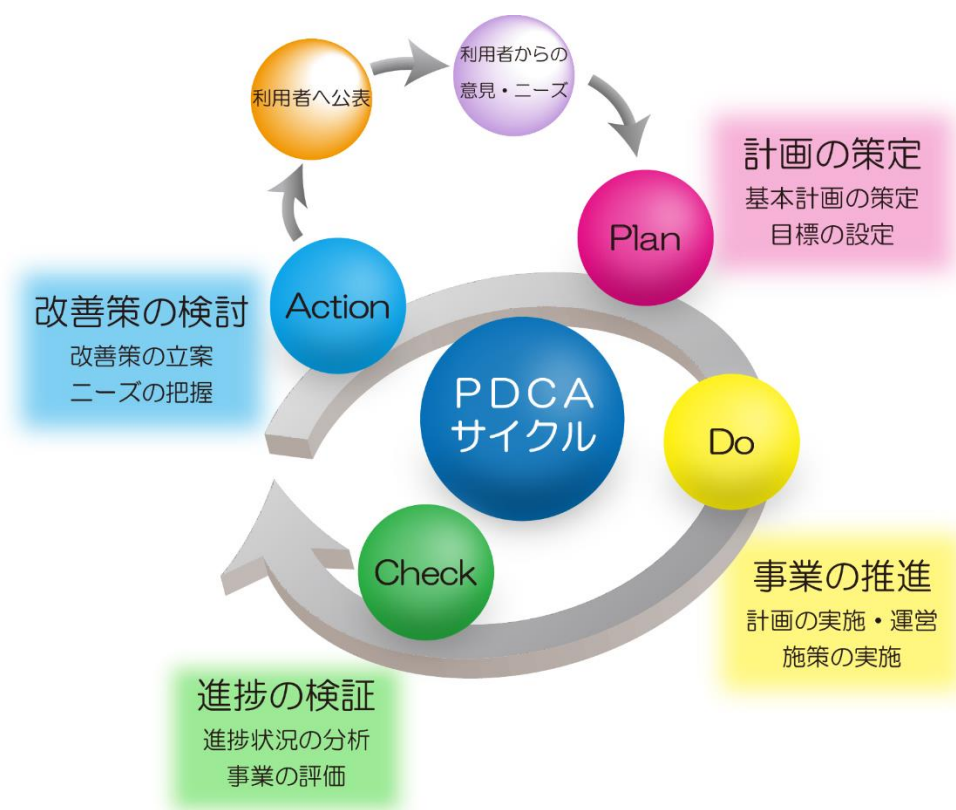 利用者へ公表
利用者からの
意見・ニーズ
計画の策定
基本計画の策定
目標の設定
Plan
Action
改善策の検討
改善策の立案
ニーズの把握
PDCA
サイクル
Do
Check
事業の推進
計画の実施・運営
施策の実施
進捗の検証
進捗状況の分析
事業の評価